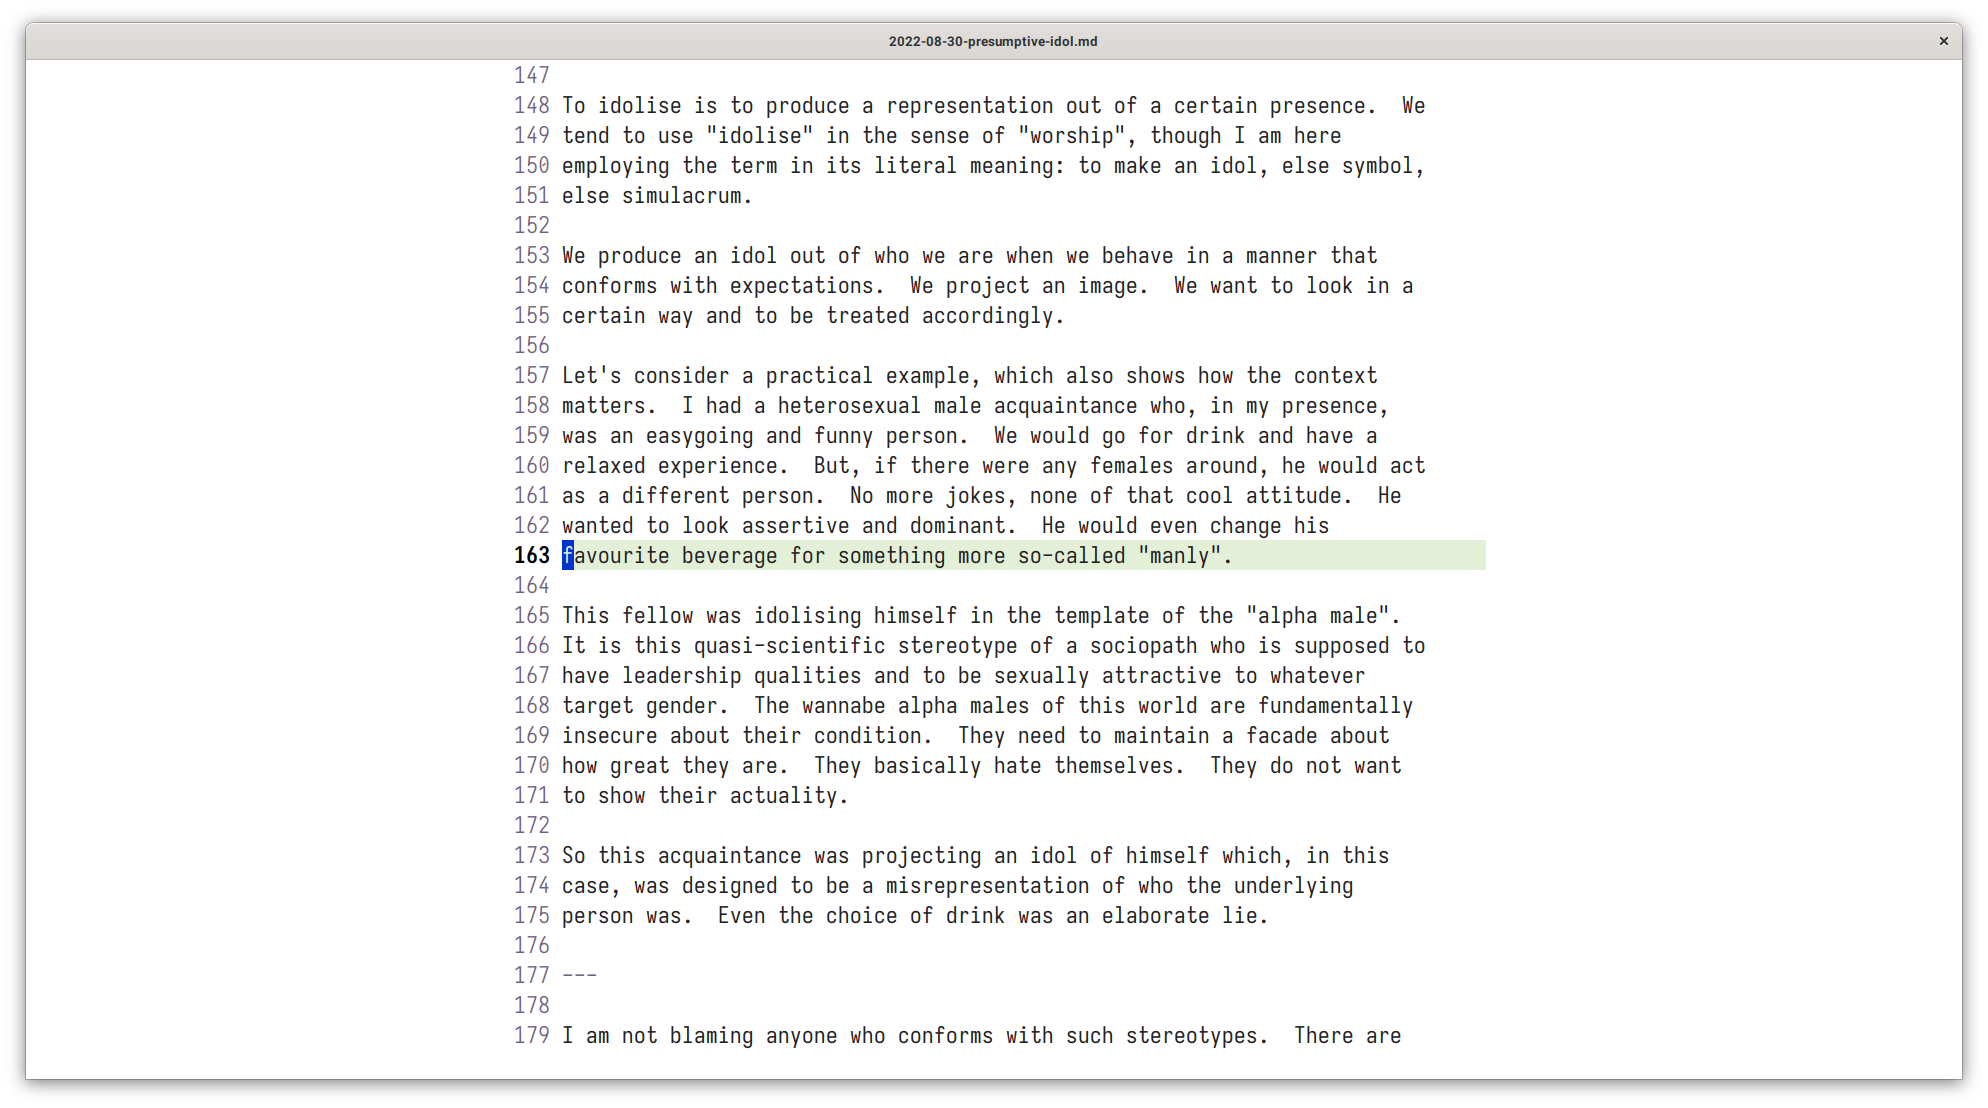 2022-08-30-presumptive-idol.md ×
147
148 To idolise is to produce a representation out of a certain presence.  We
149 tend to use "idolise" in the sense of "worship", though I am here
150 employing the term in its literal meaning: to make an idol, else symbol,
151 else simulacrum.
152
153 We produce an idol out of who we are when we behave in a manner that
154 conforms with expectations.  We project an image.  We want to look in a
155 certain way and to be treated accordingly.
156
157 Let's consider a practical example, which also shows how the context
158 matters.  I had a heterosexual male acquaintance who, in my presence,
159 was an easygoing and funny person.  We would go for drink and have a
160 relaxed experience.  But, if there were any females around, he would act
161 as a different person.  No more jokes, none of that cool attitude.  He
162 wanted to look assertive and dominant.  He would even change his
163 favourite beverage for something more so-called "manly".
164
165 This fellow was idolising himself in the template of the "alpha male".
166 It is this quasi-scientific stereotype of a sociopath who is supposed to
167 have leadership qualities and to be sexually attractive to whatever
168 target gender.  The wannabe alpha males of this world are fundamentally
169 insecure about their condition.  They need to maintain a facade about
170 how great they are.  They basically hate themselves.  They do not want
171 to show their actuality.
172
173 So this acquaintance was projecting an idol of himself which, in this
174 case, was designed to be a misrepresentation of who the underlying
175 person was.  Even the choice of drink was an elaborate lie.
176
177 ---
178
179 I am not blaming anyone who conforms with such stereotypes.  There are